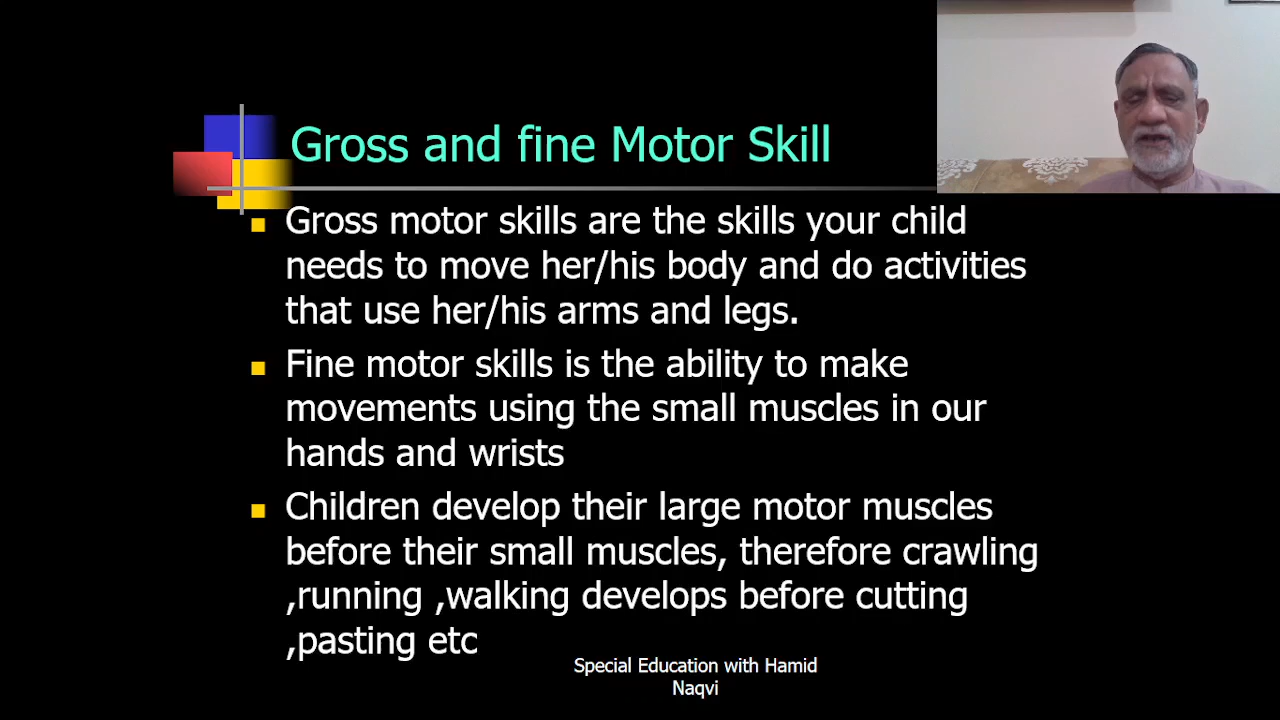 Gross and fine Motor Skill
Gross motor skills are the skills your child
needs to move her/his body and do activities
that use her/his arms and legs.
Fine motor skills is the ability to make
movements using the small muscles in our
hands and wrists
Children develop their large motor muscles
before their small muscles, therefore crawling
,running ,walking develops before cutting
,pasting etc
Special Education with Hamid
Naqvi